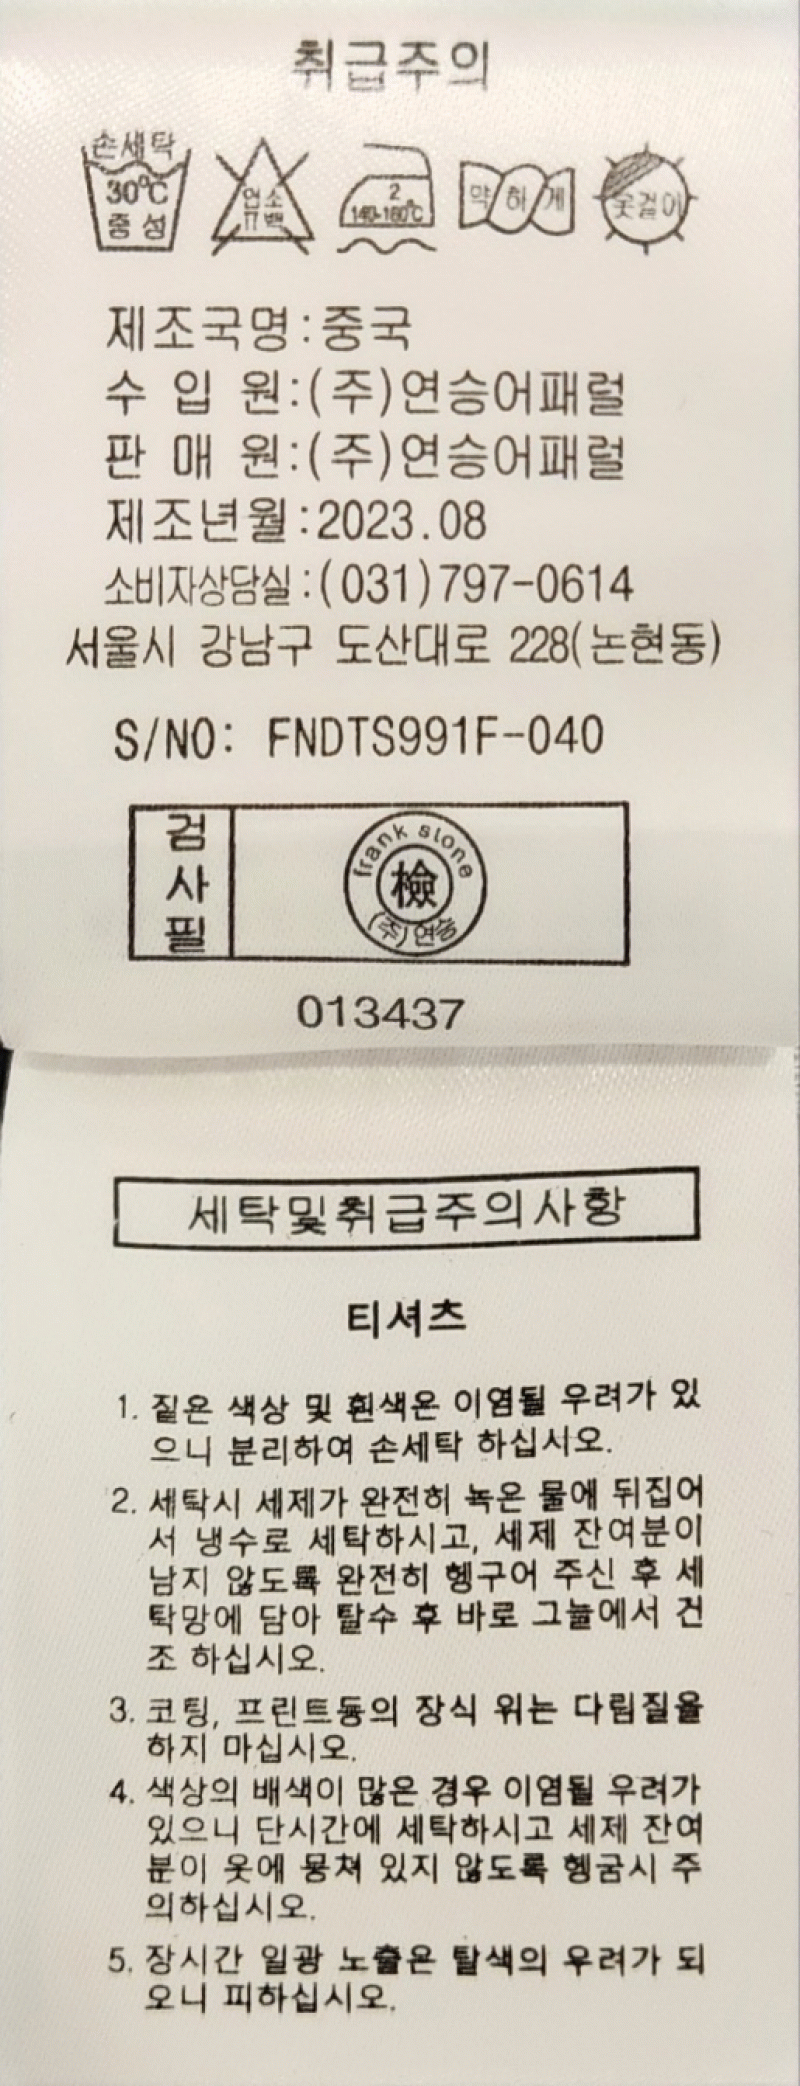 취급주의
손세탁
30℃
중성
염소
표백
2
140-160℃
약하게
옷걸이
제조국명:중국
수 입 원:(주)연승어패럴
판 매 원:(주)연승어패럴
제조년월:2023.08
소비자상담실:(031)797-0614
서울시 강남구 도산대로 228(논현동)
S/NO: FNDTS991F-040
검사필
frank stone
檢
(주)연승
013437
세탁및취급주의사항
티셔츠
1. 짙은 색상 및 흰색은 이염될 우려가 있
으니 분리하여 손세탁 하십시오.
2. 세탁시 세제가 완전히 녹은 물에 뒤집어
서 냉수로 세탁하시고, 세제 잔여분이
남지 않도록 완전히 헹구어 주신 후 세
탁망에 담아 탈수 후 바로 그늘에서 건
조 하십시오.
3. 코팅, 프린트등의 장식 위는 다림질을
하지 마십시오.
4. 색상의 배색이 많은 경우 이염될 우려가
있으니 단시간에 세탁하시고 세제 잔여
분이 옷에 뭉쳐 있지 않도록 헹굼시 주
의하십시오.
5. 장시간 일광 노출은 탈색의 우려가 되
오니 피하십시오.